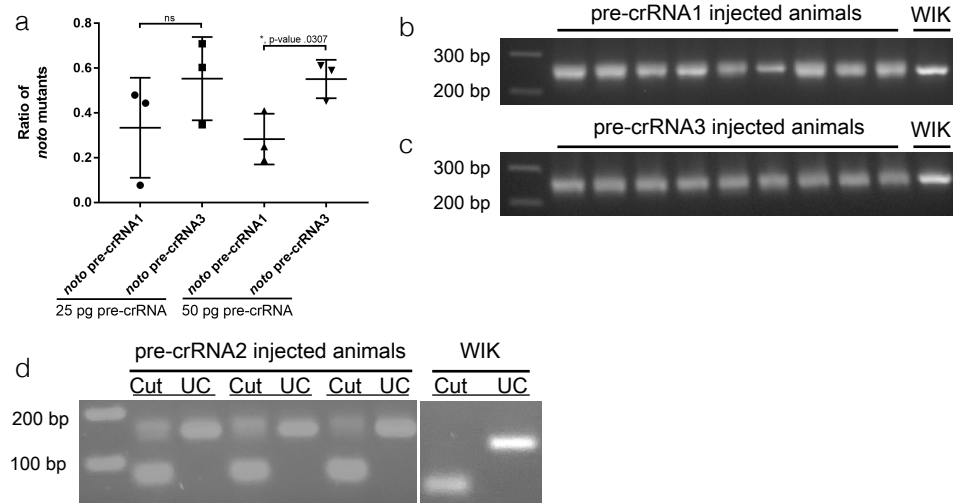 a
Ratio of
noto mutants
0.8
0.6
0.4
0.2
0.0
ns
*, p-value .0307
noto pre-crRNA1
noto pre-crRNA3
noto pre-crRNA1
noto pre-crRNA3
25 pg pre-crRNA
50 pg pre-crRNA
b
pre-crRNA1 injected animals
WIK
300 bp
200 bp
c
pre-crRNA3 injected animals
WIK
300 bp
200 bp
d
pre-crRNA2 injected animals
WIK
Cut UC Cut UC Cut UC
Cut UC
200 bp
100 bp